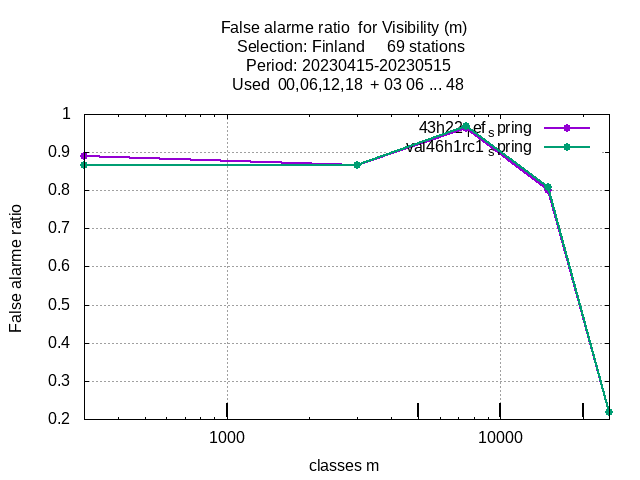 False alarme ratio  for Visibility (m)
Selection: Finland     69 stations
Period: 20230415-20230515
Used  00,06,12,18  + 03 06 ... 48
1
0.9
0.8
0.7
0.6
0.5
0.4
0.3
0.2
False alarme ratio
43h22ref_spring
val46h1rc1_spring
1000
10000
classes m